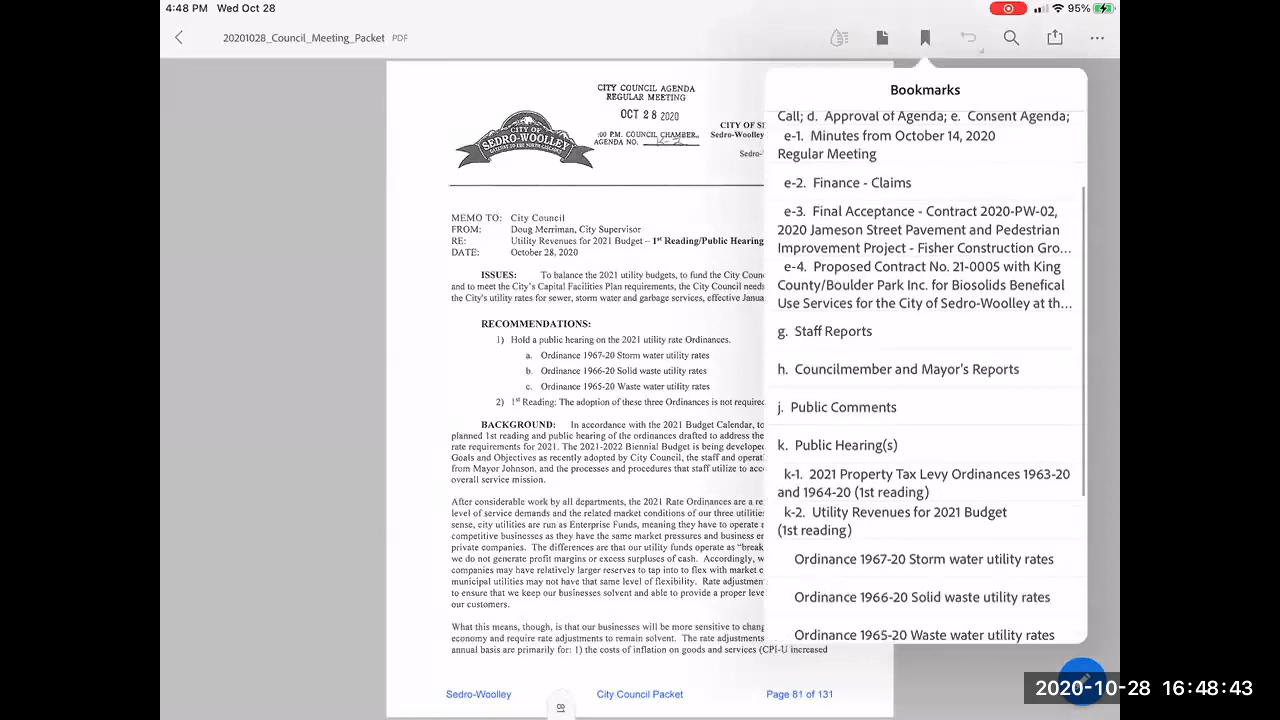 4:48 PM Wed Oct 28
95%
20201028_Council_Meeting_Packet PDF
CITY COUNCIL AGENDA
REGULAR MEETING
OCT 28 2020
:00 P.M. COUNCIL CHAMBER
AGENDA NO. K-2
CITY OF
SEDRO-WOOLLEY
CITY OF SE
Sedro-Woolley
Sedro-
MEMO TO: City Council
FROM: Doug Merriman, City Supervisor
RE: Utility Revenues for 2021 Budget – 1st Reading/Public Hearing
DATE: October 28, 2020
ISSUES: To balance the 2021 utility budgets, to fund the City Counc
and to meet the City's Capital Facilities Plan requirements, the City Council needs
the City's utility rates for sewer, storm water and garbage services, effective Janua
RECOMMENDATIONS:
1) Hold a public hearing on the 2021 utility rate Ordinances.
a. Ordinance 1967-20 Storm water utility rates
b. Ordinance 1966-20 Solid waste utility rates
c. Ordinance 1965-20 Waste water utility rates
2) 1st Reading: The adoption of these three Ordinances is not required
BACKGROUND: In accordance with the 2021 Budget Calendar, to
planned 1st reading and public hearing of the ordinances drafted to address the
rate requirements for 2021. The 2021-2022 Biennial Budget is being develope
Goals and Objectives as recently adopted by City Council, the staff and operat
from Mayor Johnson, and the processes and procedures that staff utilize to acc
overall service mission.
After considerable work by all departments, the 2021 Rate Ordinances are a re
level of service demands and the related market conditions of our three utilities
sense, city utilities are run as Enterprise Funds, meaning they have to operate a
competitive businesses as they have the same market pressures and business en
private companies. The differences are that our utility funds operate as "break
we do not generate profit margins or excess surpluses of cash. Accordingly, w
companies may have relatively larger reserves to tap into to flex with market c
municipal utilities may not have that same level of flexibility. Rate adjustmen
to ensure that we keep our businesses solvent and able to provide a proper leve
our customers.
What this means, though, is that our businesses will be more sensitive to chang
economy and require rate adjustments to remain solvent. The rate adjustments
annual basis are primarily for: 1) the costs of inflation on goods and services (CPI-U increased
Sedro-Woolley City Council Packet Page 81 of 131
81
Bookmarks
Call; d. Approval of Agenda; e. Consent Agenda;
e-1. Minutes from October 14, 2020
Regular Meeting
e-2. Finance - Claims
e-3. Final Acceptance - Contract 2020-PW-02,
2020 Jameson Street Pavement and Pedestrian
Improvement Project - Fisher Construction Gro...
e-4. Proposed Contract No. 21-0005 with King
County/Boulder Park Inc. for Biosolids Benefical
Use Services for the City of Sedro-Woolley at th...
g. Staff Reports
h. Councilmember and Mayor's Reports
j. Public Comments
k. Public Hearing(s)
k-1. 2021 Property Tax Levy Ordinances 1963-20
and 1964-20 (1st reading)
k-2. Utility Revenues for 2021 Budget
(1st reading)
Ordinance 1967-20 Storm water utility rates
Ordinance 1966-20 Solid waste utility rates
Ordinance 1965-20 Waste water utility rates
2020-10-28 16:48:43